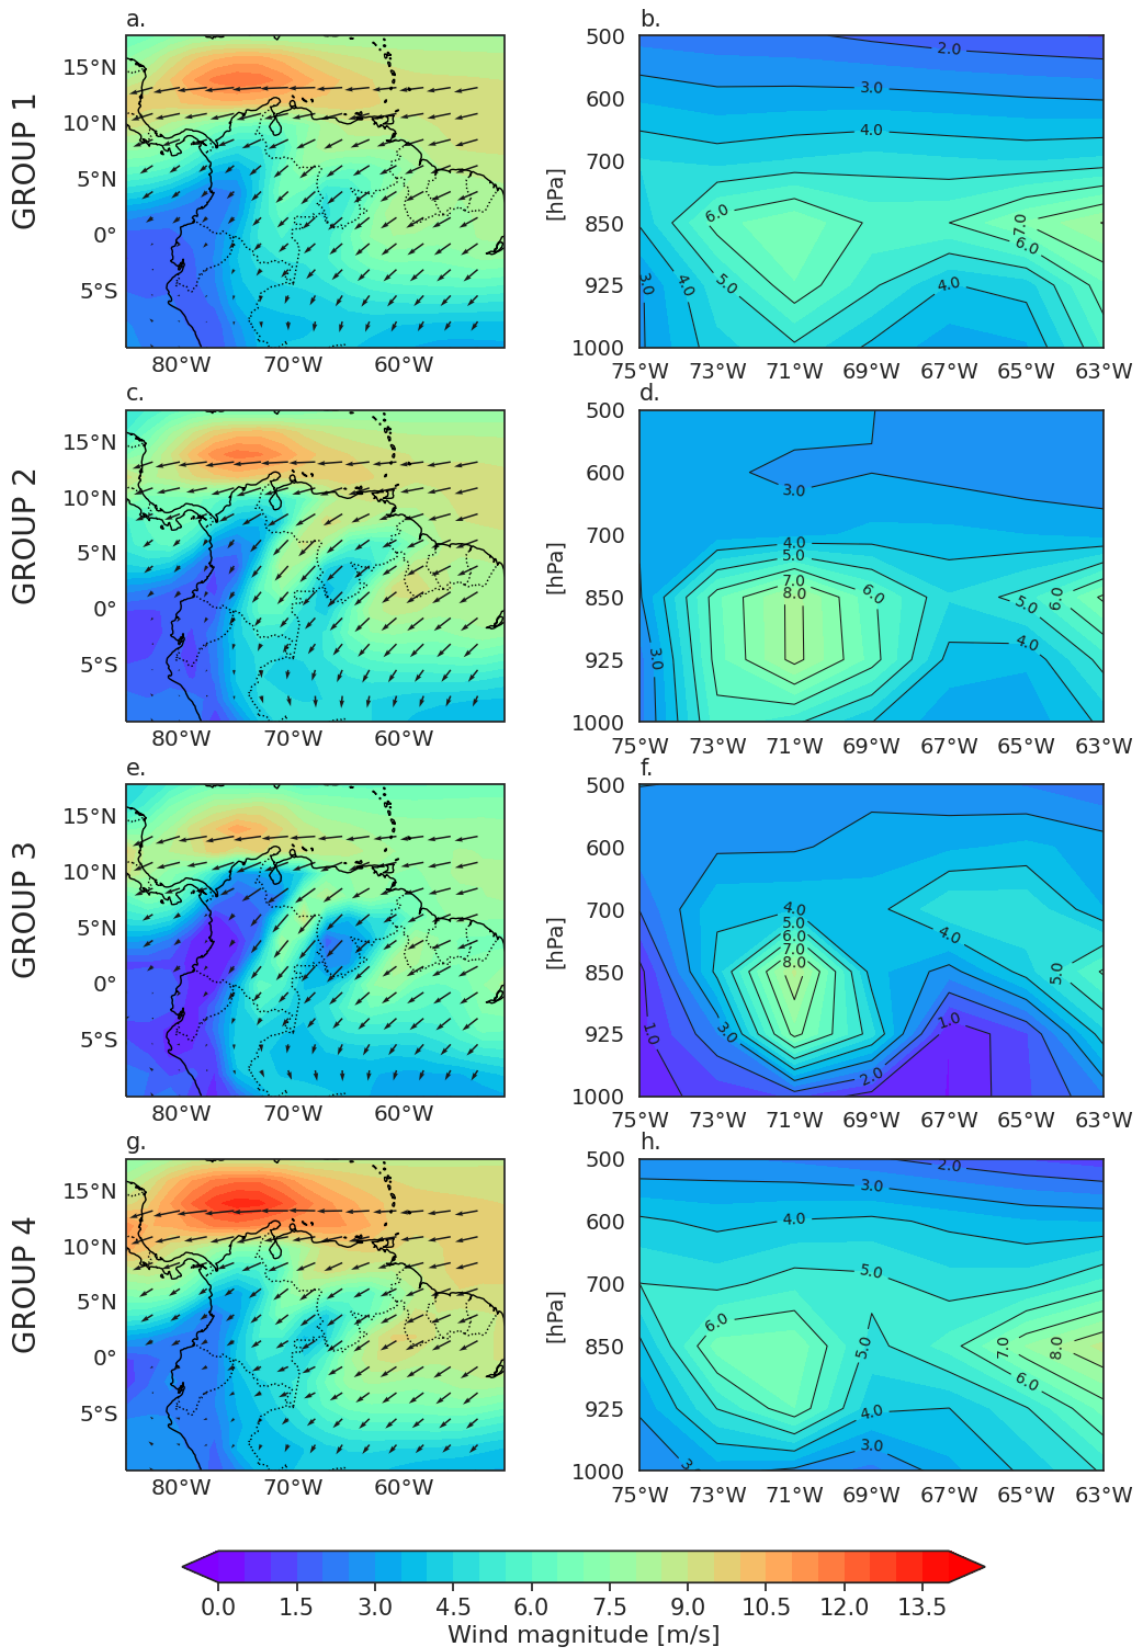 a.
b.
GROUP 1
15°N
10°N
5°N
0°
5°S
80°W 70°W 60°W
[hPa]
500
600
700
850
925
1000
2.0
3.0
4.0
6.0
7.0
6.0
5.0
4.0
4.0
3.0
75°W 73°W 71°W 69°W 67°W 65°W 63°W
c.
d.
GROUP 2
15°N
10°N
5°N
0°
5°S
80°W 70°W 60°W
[hPa]
500
600
700
850
925
1000
3.0
4.0
5.0
7.0
8.0
6.0
5.0
6.0
4.0
3.0
75°W 73°W 71°W 69°W 67°W 65°W 63°W
e.
f.
GROUP 3
15°N
10°N
5°N
0°
5°S
80°W 70°W 60°W
[hPa]
500
600
700
850
925
1000
4.0
5.0
6.0
7.0
8.0
4.0
5.0
1.0
3.0
1.0
2.0
75°W 73°W 71°W 69°W 67°W 65°W 63°W
g.
h.
GROUP 4
15°N
10°N
5°N
0°
5°S
80°W 70°W 60°W
[hPa]
500
600
700
850
925
1000
2.0
3.0
4.0
5.0
6.0
5.0
7.0
8.0
6.0
4.0
3.0
75°W 73°W 71°W 69°W 67°W 65°W 63°W
0.0 1.5 3.0 4.5 6.0 7.5 9.0 10.5 12.0 13.5
Wind magnitude [m/s]